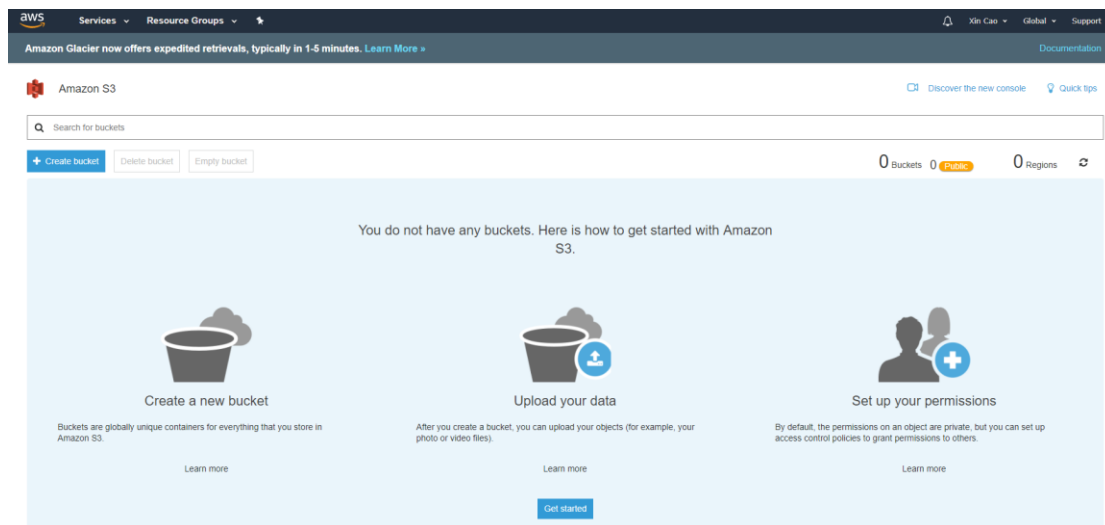 aws Services Resource Groups Xin Cao Global Support
Amazon Glacier now offers expedited retrievals, typically in 1-5 minutes. Learn More » Documentation
Amazon S3 Discover the new console Quick tips
Search for buckets
+ Create bucket Delete bucket Empty bucket 0 Buckets 0 Public 0 Regions
You do not have any buckets. Here is how to get started with Amazon
S3.
Create a new bucket
Buckets are globally unique containers for everything that you store in
Amazon S3.
Learn more
Upload your data
After you create a bucket, you can upload your objects (for example, your
photo or video files).
Learn more
Set up your permissions
By default, the permissions on an object are private, but you can set up
access control policies to grant permissions to others.
Learn more
Get started